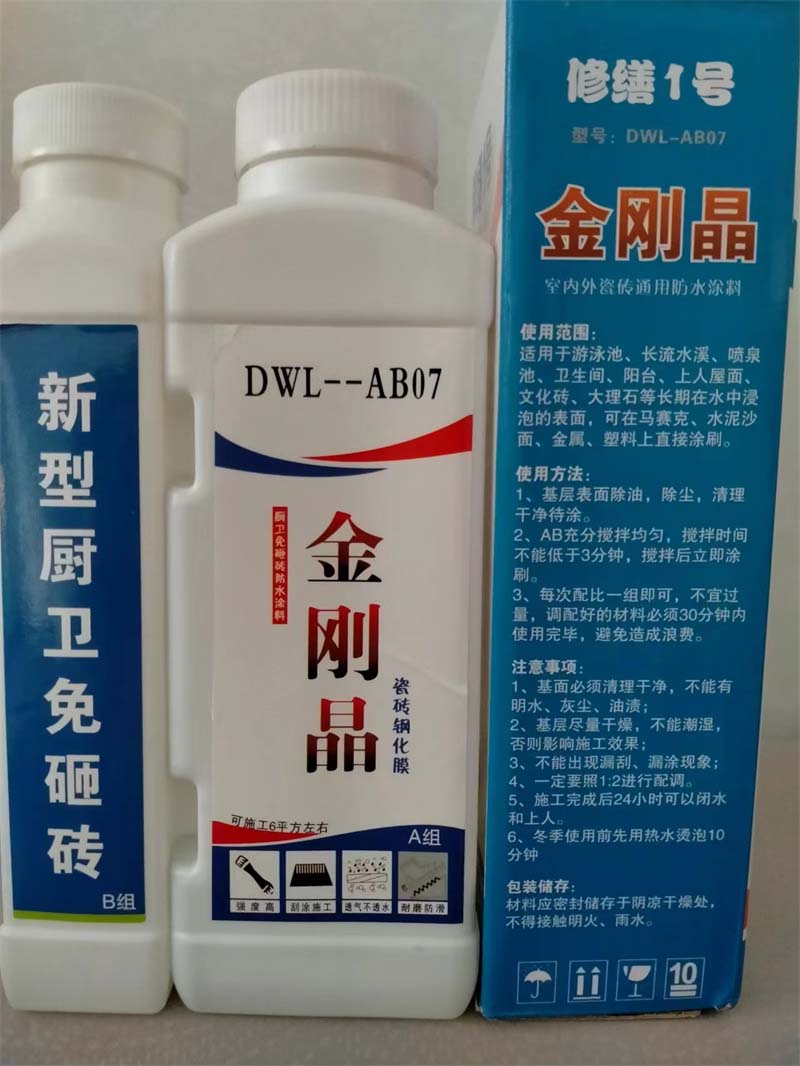 新型厨卫免砸砖
B组
DWL--AB07
厨卫免砸砖防水涂料
金刚晶
瓷砖钢化膜
可施工6平方左右
A组
强度高
刮涂施工
透气不透水
耐磨防滑
修缮1号
型号：DWL-AB07
金刚晶
室内外瓷砖通用防水涂料
使用范围：
适用于游泳池、长流水溪、喷泉
池、卫生间、阳台、上人屋面、
文化砖、大理石等长期在水中浸
泡的表面，可在马赛克、水泥沙
面、金属、塑料上直接涂刷。
使用方法：
1、基层表面除油，除尘，清理
干净待涂。
2、AB充分搅拌均匀，搅拌时间
不能低于3分钟，搅拌后立即涂
刷。
3、每次配比一组即可，不宜过
量，调配好的材料必须30分钟内
使用完毕，避免造成浪费。
注意事项：
1、基面必须清理干净，不能有
明水、灰尘、油渍；
2、基层尽量干燥，不能潮湿，
否则影响施工效果；
3、不能出现漏刮、漏涂现象；
4、一定要照1:2进行配调。
5、施工完成后24小时可以闭水
和上人。
6、冬季使用前先用热水烫泡10
分钟
包装储存：
材料应密封储存于阴凉干燥处，
不得接触明火、雨水。
10